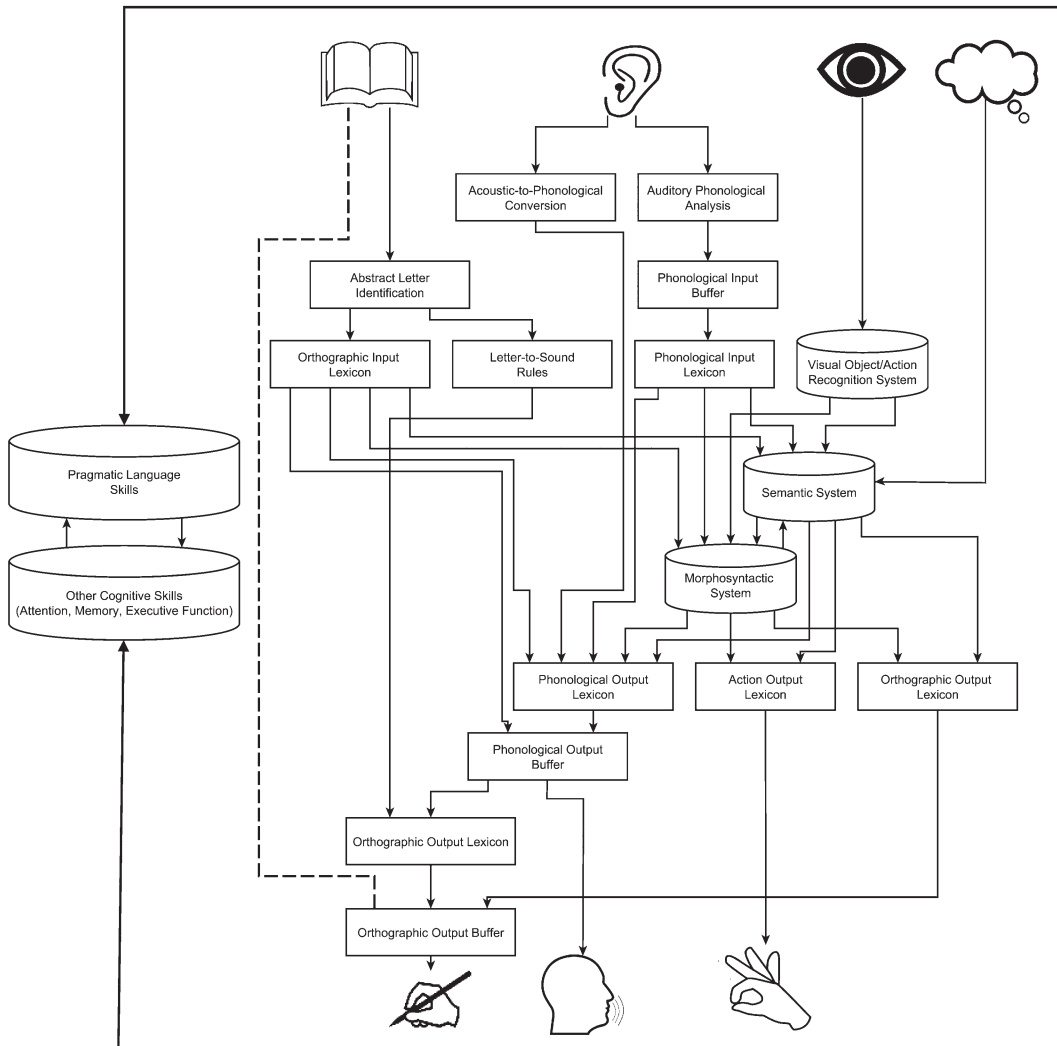 Acoustic-to-Phonological
Conversion
Auditory Phonological
Analysis
Abstract Letter
Identification
Phonological Input
Buffer
Orthographic Input
Lexicon
Letter-to-Sound
Rules
Phonological Input
Lexicon
Visual Object/Action
Recognition System
Pragmatic Language
Skills
Semantic System
Other Cognitive Skills
(Attention, Memory, Executive Function)
Morphosyntactic
System
Phonological Output
Lexicon
Action Output
Lexicon
Orthographic Output
Lexicon
Phonological Output
Buffer
Orthographic Output Lexicon
Orthographic Output Buffer